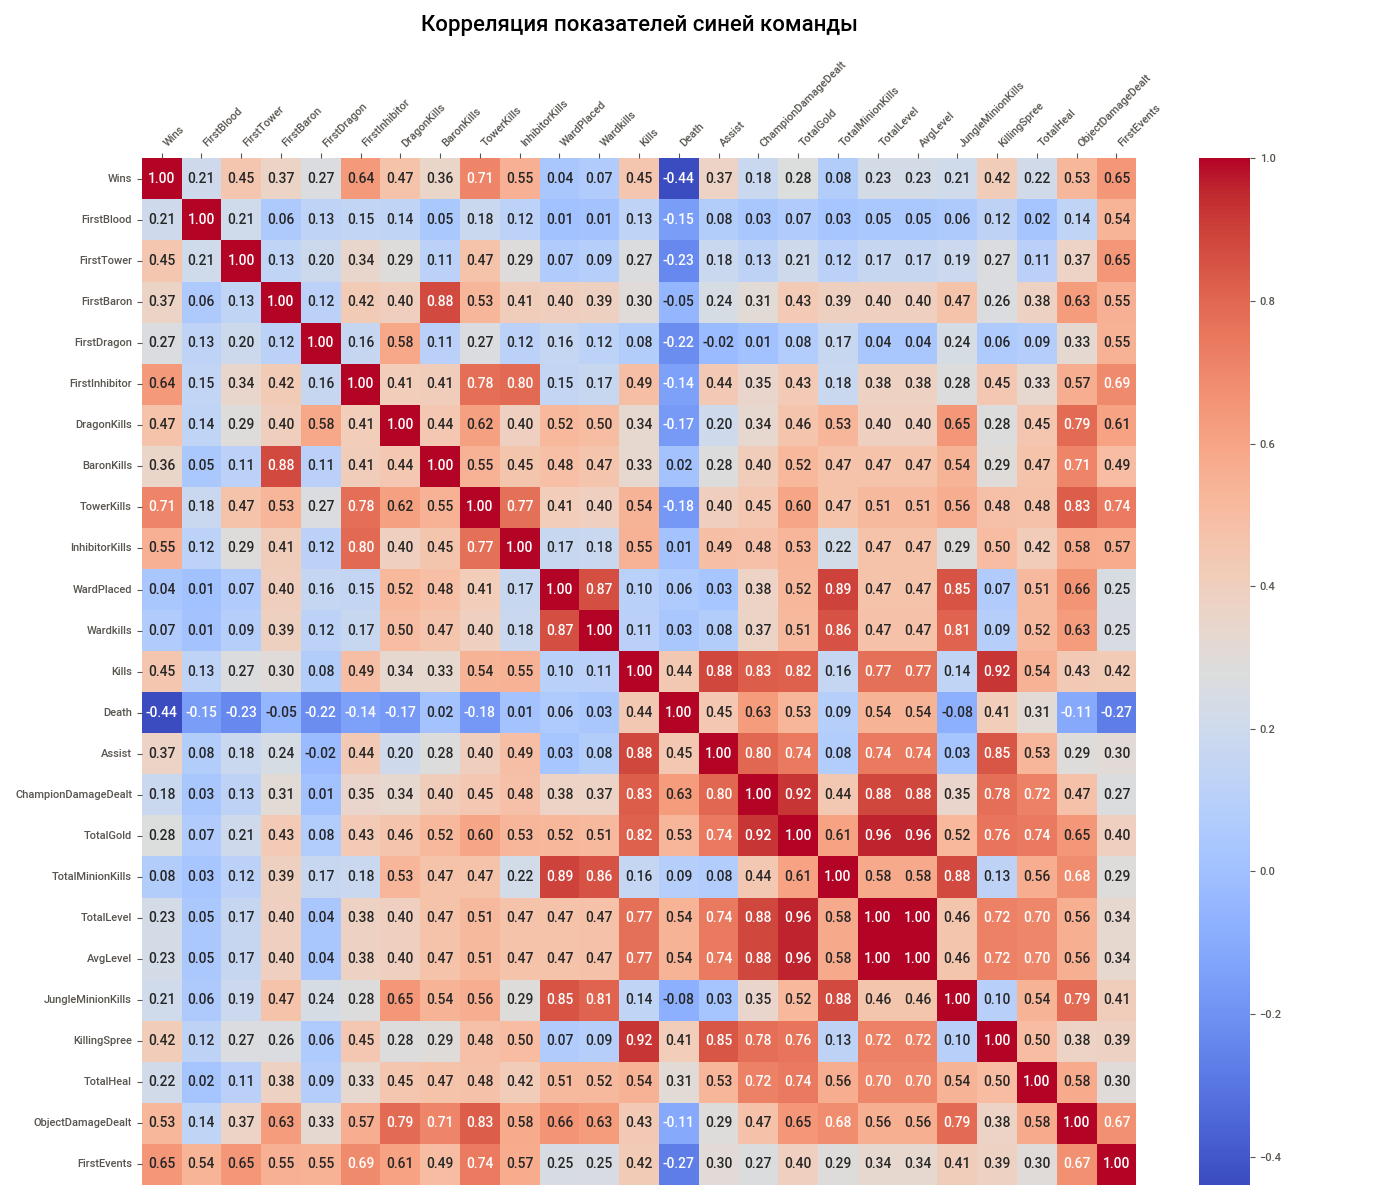 Корреляция показателей синей команды
Wins FirstBlood FirstTower FirstBaron FirstDragon FirstInhibitor DragonKills BaronKills TowerKills InhibitorKills WardPlaced Wardkills Kills Death Assist ChampionDamageDealt TotalGold TotalMinionKills TotalLevel AvgLevel JungleMinionKills KillingSpree TotalHeal ObjectDamageDealt FirstEvents
Wins 1.00 0.21 0.45 0.37 0.27 0.64 0.47 0.36 0.71 0.55 0.04 0.07 0.45 -0.44 0.37 0.18 0.28 0.08 0.23 0.23 0.21 0.42 0.22 0.53 0.65
FirstBlood 0.21 1.00 0.21 0.06 0.13 0.15 0.14 0.05 0.18 0.12 0.01 0.01 0.13 -0.15 0.08 0.03 0.07 0.03 0.05 0.05 0.06 0.12 0.02 0.14 0.54
FirstTower 0.45 0.21 1.00 0.13 0.20 0.34 0.29 0.11 0.47 0.29 0.07 0.09 0.27 -0.23 0.18 0.13 0.21 0.12 0.17 0.17 0.19 0.27 0.11 0.37 0.65
FirstBaron 0.37 0.06 0.13 1.00 0.12 0.42 0.40 0.88 0.53 0.41 0.40 0.39 0.30 -0.05 0.24 0.31 0.43 0.39 0.40 0.40 0.47 0.26 0.38 0.63 0.55
FirstDragon 0.27 0.13 0.20 0.12 1.00 0.16 0.58 0.11 0.27 0.12 0.16 0.12 0.08 -0.22 -0.02 0.01 0.08 0.17 0.04 0.04 0.24 0.06 0.09 0.33 0.55
FirstInhibitor 0.64 0.15 0.34 0.42 0.16 1.00 0.41 0.41 0.78 0.80 0.15 0.17 0.49 -0.14 0.44 0.35 0.43 0.18 0.38 0.38 0.28 0.45 0.33 0.57 0.69
DragonKills 0.47 0.14 0.29 0.40 0.58 0.41 1.00 0.44 0.62 0.40 0.52 0.50 0.34 -0.17 0.20 0.34 0.46 0.53 0.40 0.40 0.65 0.28 0.45 0.79 0.61
BaronKills 0.36 0.05 0.11 0.88 0.11 0.41 0.44 1.00 0.55 0.45 0.48 0.47 0.33 0.02 0.28 0.40 0.52 0.47 0.47 0.47 0.54 0.29 0.47 0.71 0.49
TowerKills 0.71 0.18 0.47 0.53 0.27 0.78 0.62 0.55 1.00 0.77 0.41 0.40 0.54 -0.18 0.40 0.45 0.60 0.47 0.51 0.51 0.56 0.48 0.48 0.83 0.74
InhibitorKills 0.55 0.12 0.29 0.41 0.12 0.80 0.40 0.45 0.77 1.00 0.17 0.18 0.55 0.01 0.49 0.48 0.53 0.22 0.47 0.47 0.29 0.50 0.42 0.58 0.57
WardPlaced 0.04 0.01 0.07 0.40 0.16 0.15 0.52 0.48 0.41 0.17 1.00 0.87 0.10 0.06 0.03 0.38 0.52 0.89 0.47 0.47 0.85 0.07 0.51 0.66 0.25
Wardkills 0.07 0.01 0.09 0.39 0.12 0.17 0.50 0.47 0.40 0.18 0.87 1.00 0.11 0.03 0.08 0.37 0.51 0.86 0.47 0.47 0.81 0.09 0.52 0.63 0.25
Kills 0.45 0.13 0.27 0.30 0.08 0.49 0.34 0.33 0.54 0.55 0.10 0.11 1.00 0.44 0.88 0.83 0.82 0.16 0.77 0.77 0.14 0.92 0.54 0.43 0.42
Death -0.44 -0.15 -0.23 -0.05 -0.22 -0.14 -0.17 0.02 -0.18 0.01 0.06 0.03 0.44 1.00 0.45 0.63 0.53 0.09 0.54 0.54 -0.08 0.41 0.31 -0.11 -0.27
Assist 0.37 0.08 0.18 0.24 -0.02 0.44 0.20 0.28 0.40 0.49 0.03 0.08 0.88 0.45 1.00 0.80 0.74 0.08 0.74 0.74 0.03 0.85 0.53 0.29 0.30
ChampionDamageDealt 0.18 0.03 0.13 0.31 0.01 0.35 0.34 0.40 0.45 0.48 0.38 0.37 0.83 0.63 0.80 1.00 0.92 0.44 0.88 0.88 0.35 0.78 0.72 0.47 0.27
TotalGold 0.28 0.07 0.21 0.43 0.08 0.43 0.46 0.52 0.60 0.53 0.52 0.51 0.82 0.53 0.74 0.92 1.00 0.61 0.96 0.96 0.52 0.76 0.74 0.65 0.40
TotalMinionKills 0.08 0.03 0.12 0.39 0.17 0.18 0.53 0.47 0.47 0.22 0.89 0.86 0.16 0.09 0.08 0.44 0.61 1.00 0.58 0.58 0.88 0.13 0.56 0.68 0.29
TotalLevel 0.23 0.05 0.17 0.40 0.04 0.38 0.40 0.47 0.51 0.47 0.47 0.47 0.77 0.54 0.74 0.88 0.96 0.58 1.00 1.00 0.46 0.72 0.70 0.56 0.34
AvgLevel 0.23 0.05 0.17 0.40 0.04 0.38 0.40 0.47 0.51 0.47 0.47 0.47 0.77 0.54 0.74 0.88 0.96 0.58 1.00 1.00 0.46 0.72 0.70 0.56 0.34
JungleMinionKills 0.21 0.06 0.19 0.47 0.24 0.28 0.65 0.54 0.56 0.29 0.85 0.81 0.14 -0.08 0.03 0.35 0.52 0.88 0.46 0.46 1.00 0.10 0.54 0.79 0.41
KillingSpree 0.42 0.12 0.27 0.26 0.06 0.45 0.28 0.29 0.48 0.50 0.07 0.09 0.92 0.41 0.85 0.78 0.76 0.13 0.72 0.72 0.10 1.00 0.50 0.38 0.39
TotalHeal 0.22 0.02 0.11 0.38 0.09 0.33 0.45 0.47 0.48 0.42 0.51 0.52 0.54 0.31 0.53 0.72 0.74 0.56 0.70 0.70 0.54 0.50 1.00 0.58 0.30
ObjectDamageDealt 0.53 0.14 0.37 0.63 0.33 0.57 0.79 0.71 0.83 0.58 0.66 0.63 0.43 -0.11 0.29 0.47 0.65 0.68 0.56 0.56 0.79 0.38 0.58 1.00 0.67
FirstEvents 0.65 0.54 0.65 0.55 0.55 0.69 0.61 0.49 0.74 0.57 0.25 0.25 0.42 -0.27 0.30 0.27 0.40 0.29 0.34 0.34 0.41 0.39 0.30 0.67 1.00
1.0
0.8
0.6
0.4
0.2
0.0
−0.2
−0.4